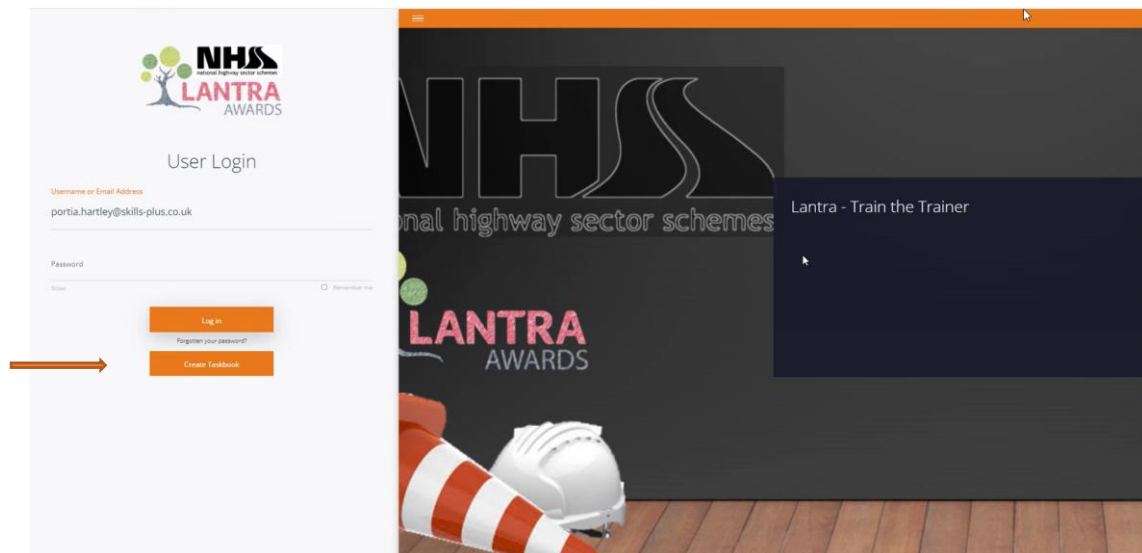 NHSS
national highway sector schemes
LANTRA
AWARDS
User Login
Username or Email Address
portia.hartley@skills-plus.co.uk
Password
Show
Remember me
Log in
Forgotten your password?
Create Taskbook
NHSS
onal highway sector schemes
LANTRA
AWARDS
Lantra - Train the Trainer